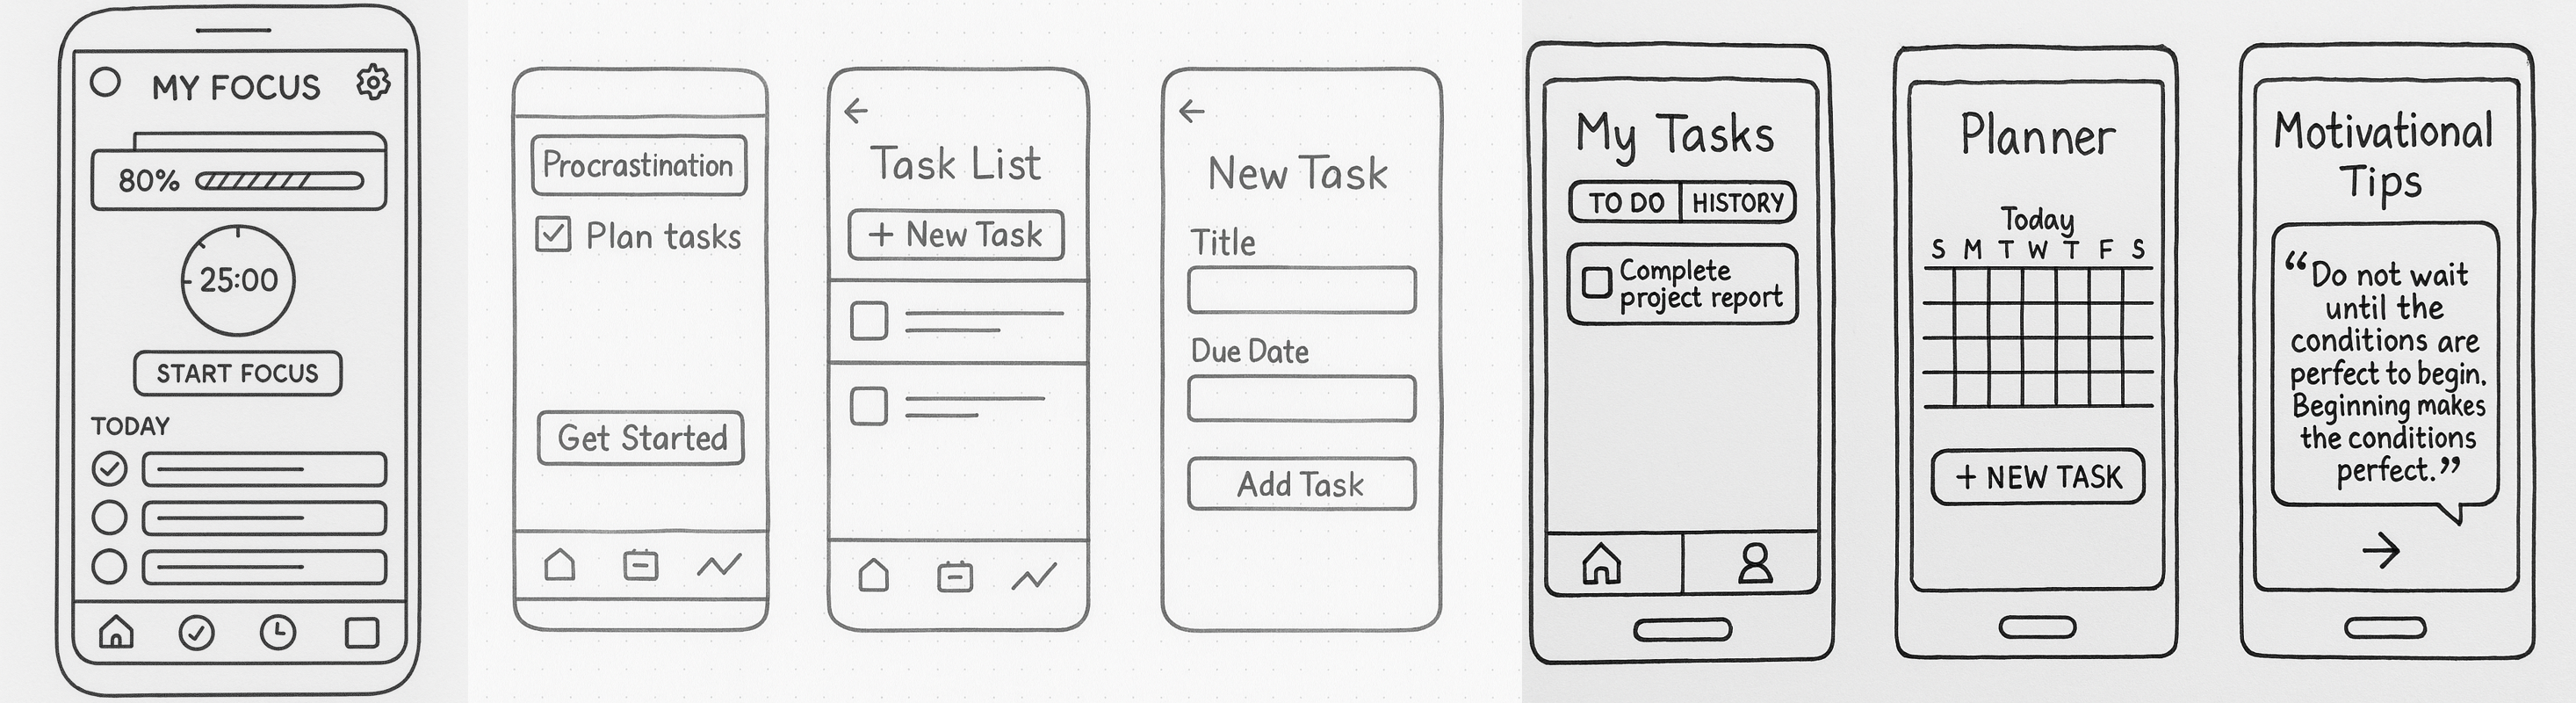 MY FOCUS
80%
25:00
START FOCUS
TODAY
Procrastination
Plan tasks
Get Started
Task List
+ New Task
New Task
Title
Due Date
Add Task
My Tasks
TO DO
HISTORY
Complete
project report
Planner
Today
S M T W T F S
+ NEW TASK
Motivational
Tips
“Do not wait
until the
conditions are
perfect to begin.
Beginning makes
the conditions
perfect.”